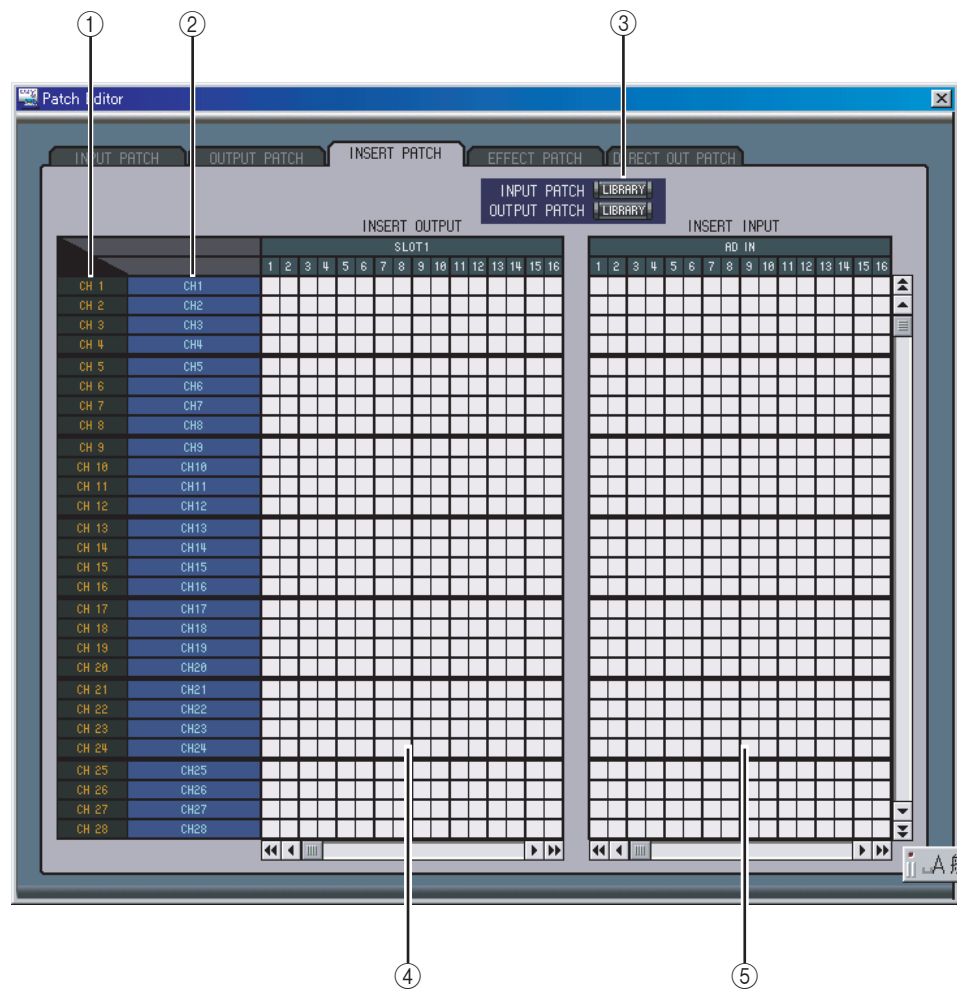 ① ② ③
Patch Editor
INPUT PATCH OUTPUT PATCH INSERT PATCH EFFECT PATCH DIRECT OUT PATCH
INPUT PATCH LIBRARY
OUTPUT PATCH LIBRARY
INSERT OUTPUT INSERT INPUT
SLOT1 AD IN
1 2 3 4 5 6 7 8 9 10 11 12 13 14 15 16 1 2 3 4 5 6 7 8 9 10 11 12 13 14 15 16
CH 1 CH1
CH 2 CH2
CH 3 CH3
CH 4 CH4
CH 5 CH5
CH 6 CH6
CH 7 CH7
CH 8 CH8
CH 9 CH9
CH 10 CH10
CH 11 CH11
CH 12 CH12
CH 13 CH13
CH 14 CH14
CH 15 CH15
CH 16 CH16
CH 17 CH17
CH 18 CH18
CH 19 CH19
CH 20 CH20
CH 21 CH21
CH 22 CH22
CH 23 CH23
CH 24 CH24
CH 25 CH25
CH 26 CH26
CH 27 CH27
CH 28 CH28
A
④ ⑤